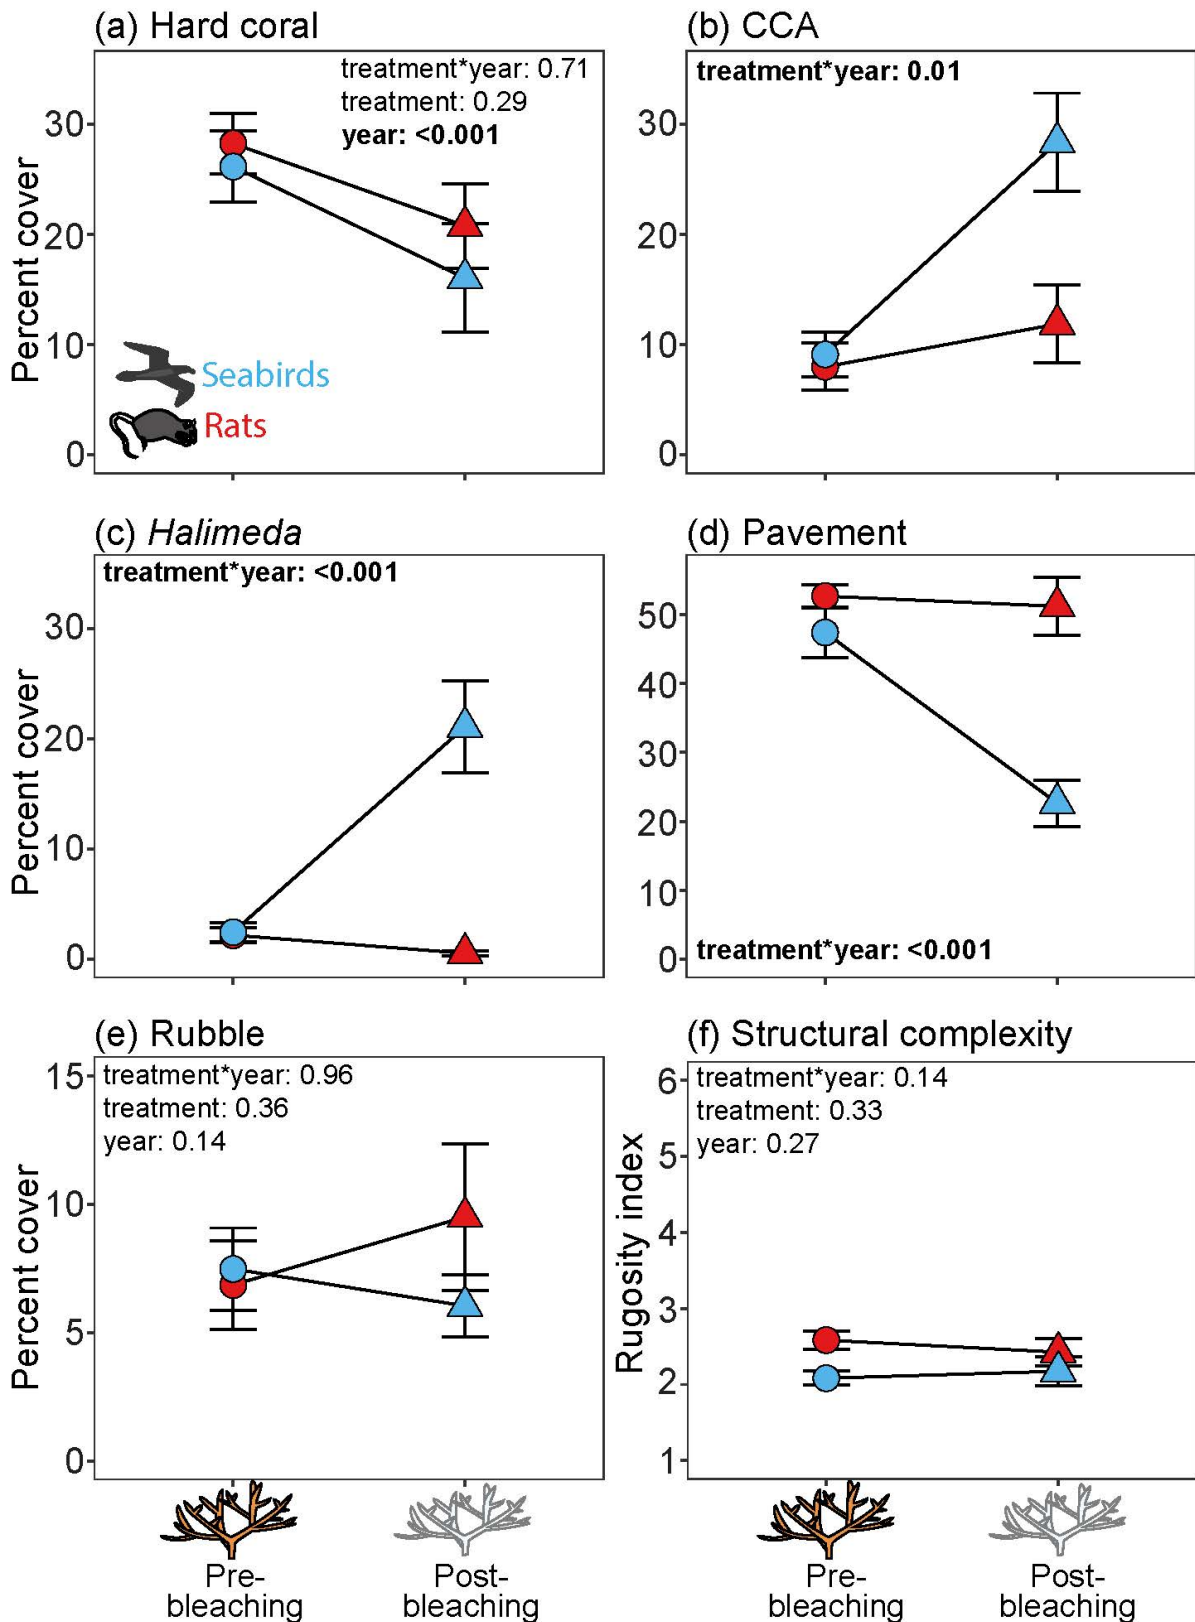 (a) Hard coral
treatment*year: 0.71
treatment: 0.29
year: <0.001
Percent cover
30
20
10
0
Seabirds
Rats
(b) CCA
treatment*year: 0.01
30
20
10
0
(c) Halimeda
treatment*year: <0.001
Percent cover
30
20
10
0
(d) Pavement
50
40
30
20
10
0
treatment*year: <0.001
(e) Rubble
treatment*year: 0.96
treatment: 0.36
year: 0.14
Percent cover
15
10
5
0
(f) Structural complexity
treatment*year: 0.14
treatment: 0.33
year: 0.27
Rugosity index
6
5
4
3
2
1
Pre-
bleaching
Post-
bleaching
Pre-
bleaching
Post-
bleaching